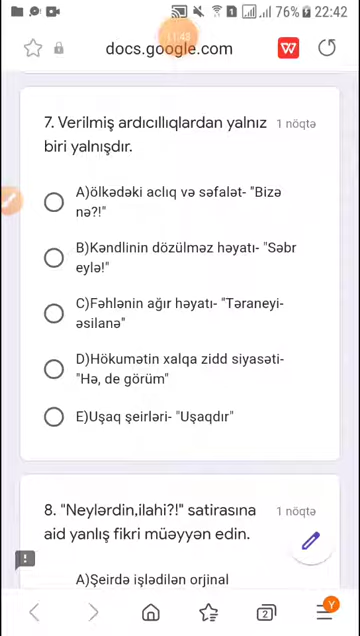 1 76% 22:42
docs.google.com
W
7. Verilmiş ardıcıllıqlardan yalnız 1 nöqtə
biri yalnışdır.
A)ölkədəki aclıq və səfalət- "Bizə
nə?!"
B)Kəndlinin dözülməz həyatı- "Səbr
eylə!"
C)Fəhlənin ağır həyatı- "Təraneyi-
əsilanə"
D)Hökumətin xalqa zidd siyasəti-
"Hə, de görüm"
E)Uşaq şeirləri- "Uşaqdır"
8. "Neylərdin,ilahi?!" satirasına 1 nöqtə
aid yanlış fikri müəyyən edin.
A)Şeirdə işlədilən orjinal
2
Y